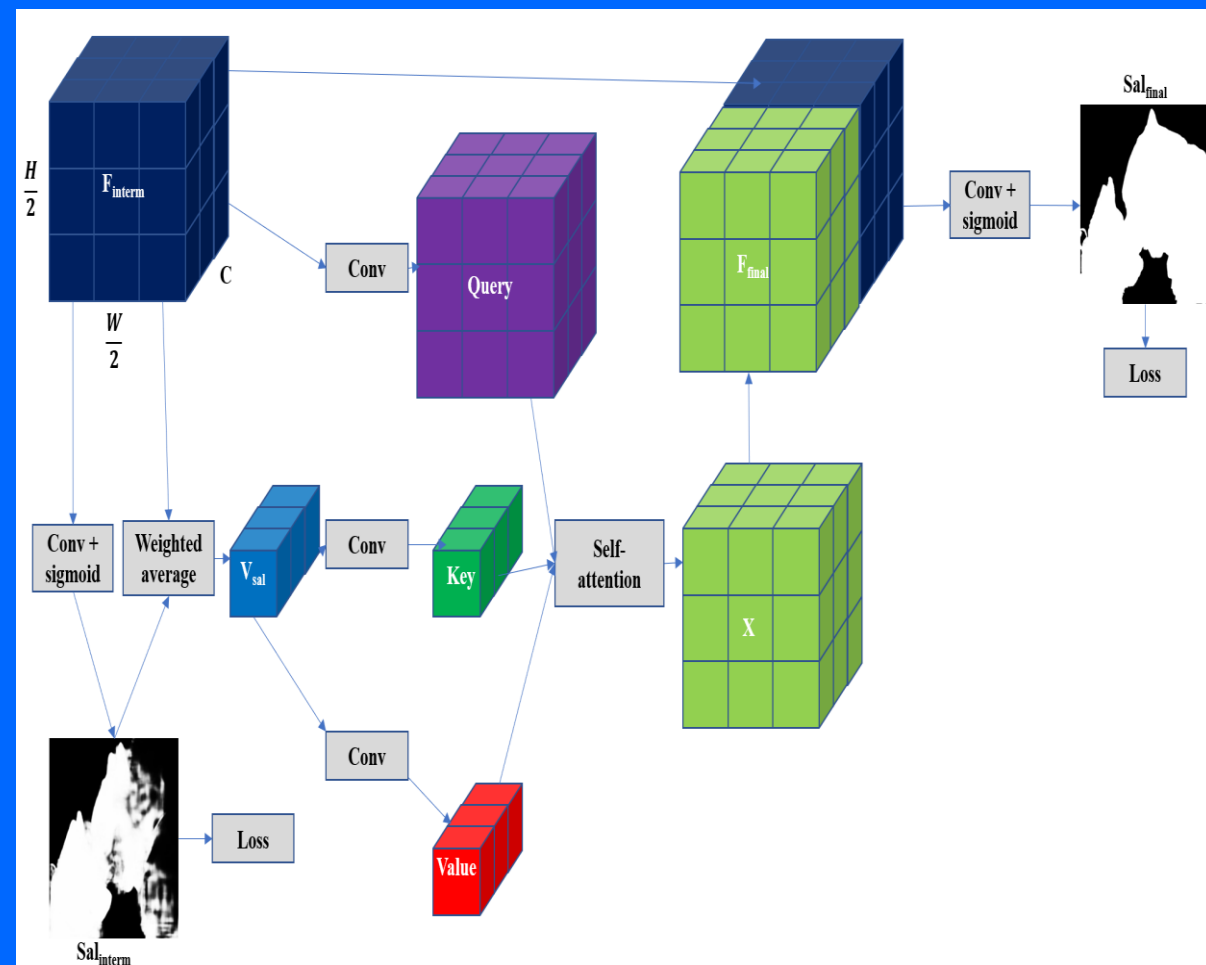 Sal_final
H/2
F_interm
Conv +
sigmoid
F_final
C
Conv
Query
W/2
Loss
Conv +
sigmoid
Weighted
average
V_sal
Conv
Key
Self-
attention
X
Conv
Loss
Value
Sal_interm